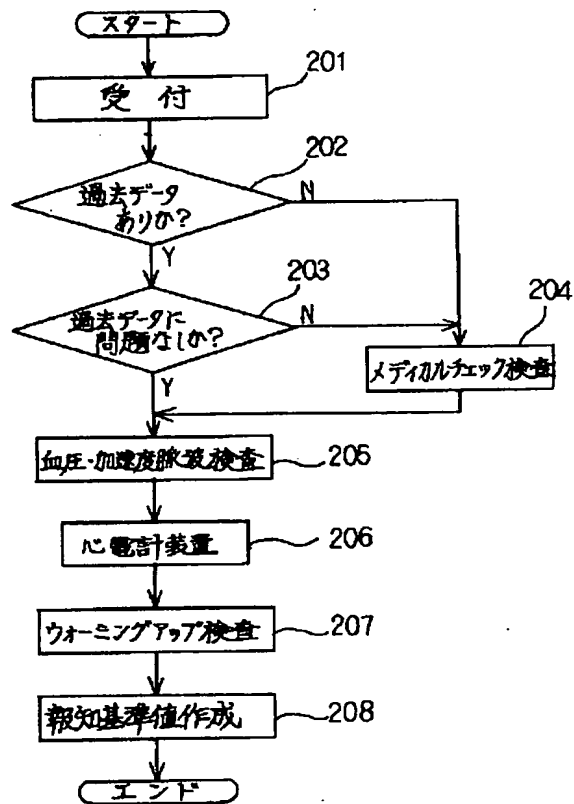 スタート
受 付
201
過去データ
ありか?
202
N
Y
過去データに
問題なしか?
203
N
Y
メディカルチェック検査
204
血圧・加速度脈波検査
205
心電計装置
206
ウォーミングアップ検査
207
報知基準値作成
208
エンド